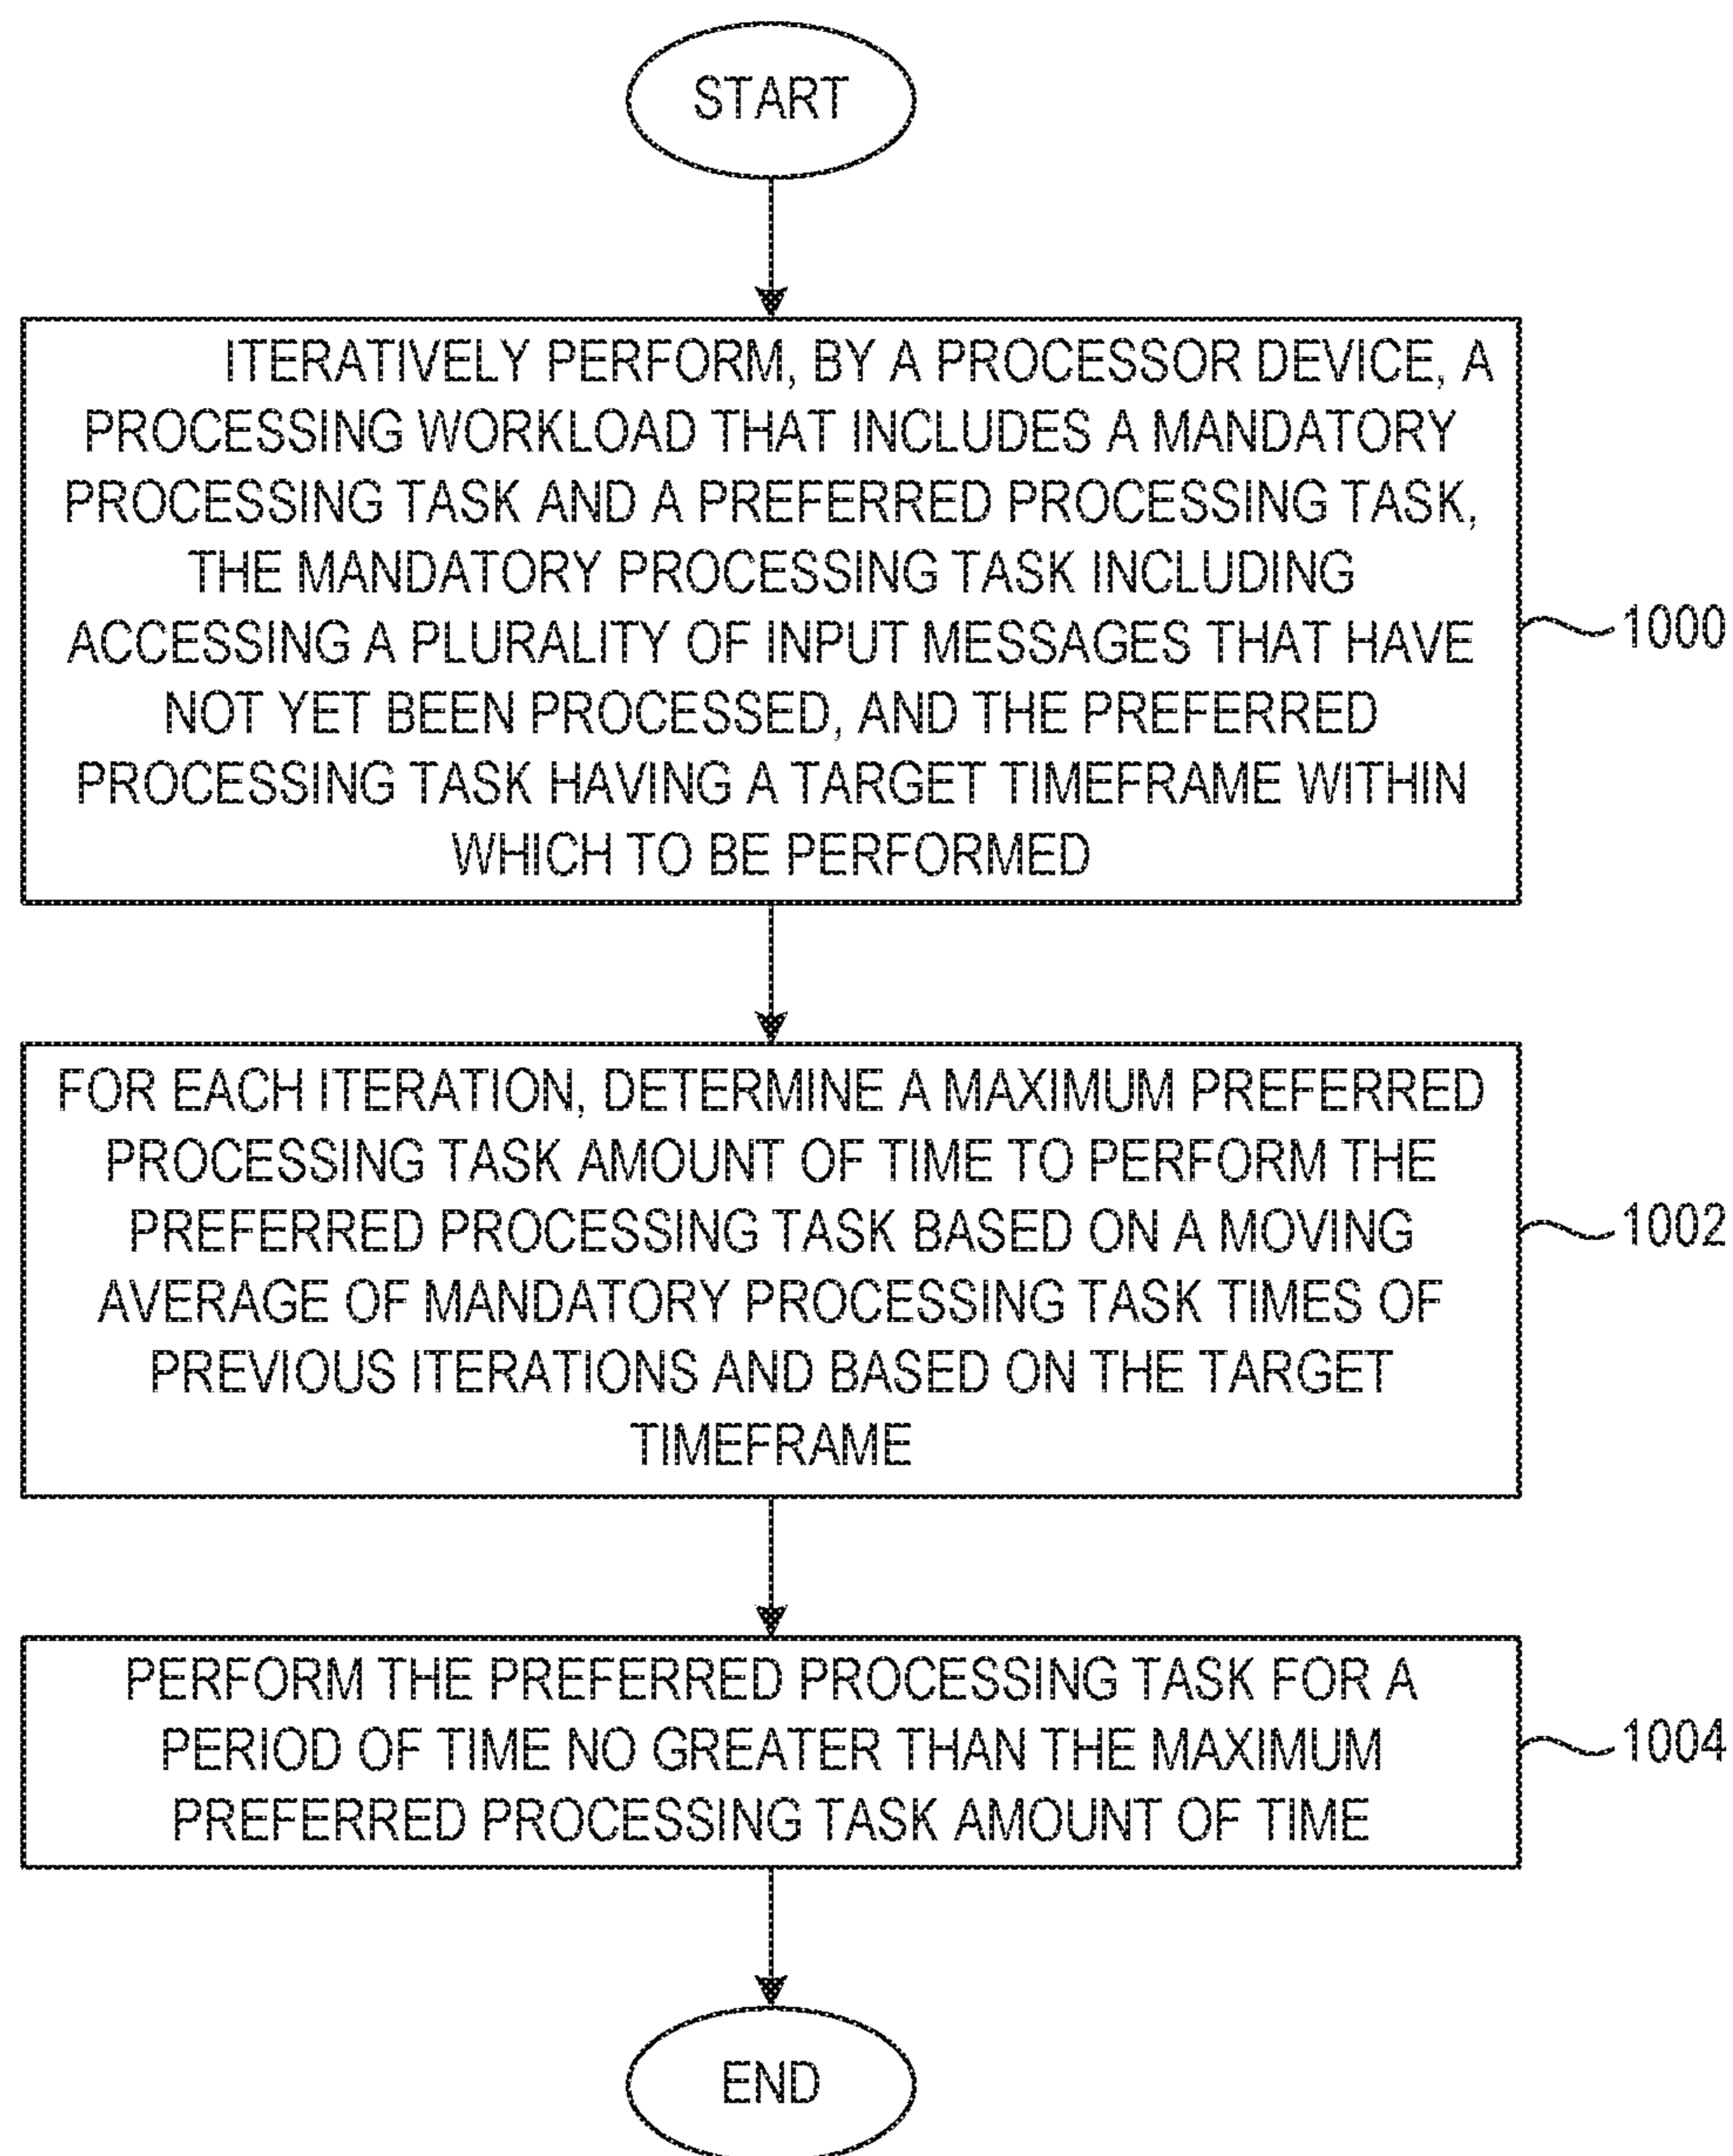 START
ITERATIVELY PERFORM, BY A PROCESSOR DEVICE, A
PROCESSING WORKLOAD THAT INCLUDES A MANDATORY
PROCESSING TASK AND A PREFERRED PROCESSING TASK,
THE MANDATORY PROCESSING TASK INCLUDING
ACCESSING A PLURALITY OF INPUT MESSAGES THAT HAVE
NOT YET BEEN PROCESSED, AND THE PREFERRED
PROCESSING TASK HAVING A TARGET TIMEFRAME WITHIN
WHICH TO BE PERFORMED
1000
FOR EACH ITERATION, DETERMINE A MAXIMUM PREFERRED
PROCESSING TASK AMOUNT OF TIME TO PERFORM THE
PREFERRED PROCESSING TASK BASED ON A MOVING
AVERAGE OF MANDATORY PROCESSING TASK TIMES OF
PREVIOUS ITERATIONS AND BASED ON THE TARGET
TIMEFRAME
1002
PERFORM THE PREFERRED PROCESSING TASK FOR A
PERIOD OF TIME NO GREATER THAN THE MAXIMUM
PREFERRED PROCESSING TASK AMOUNT OF TIME
1004
END